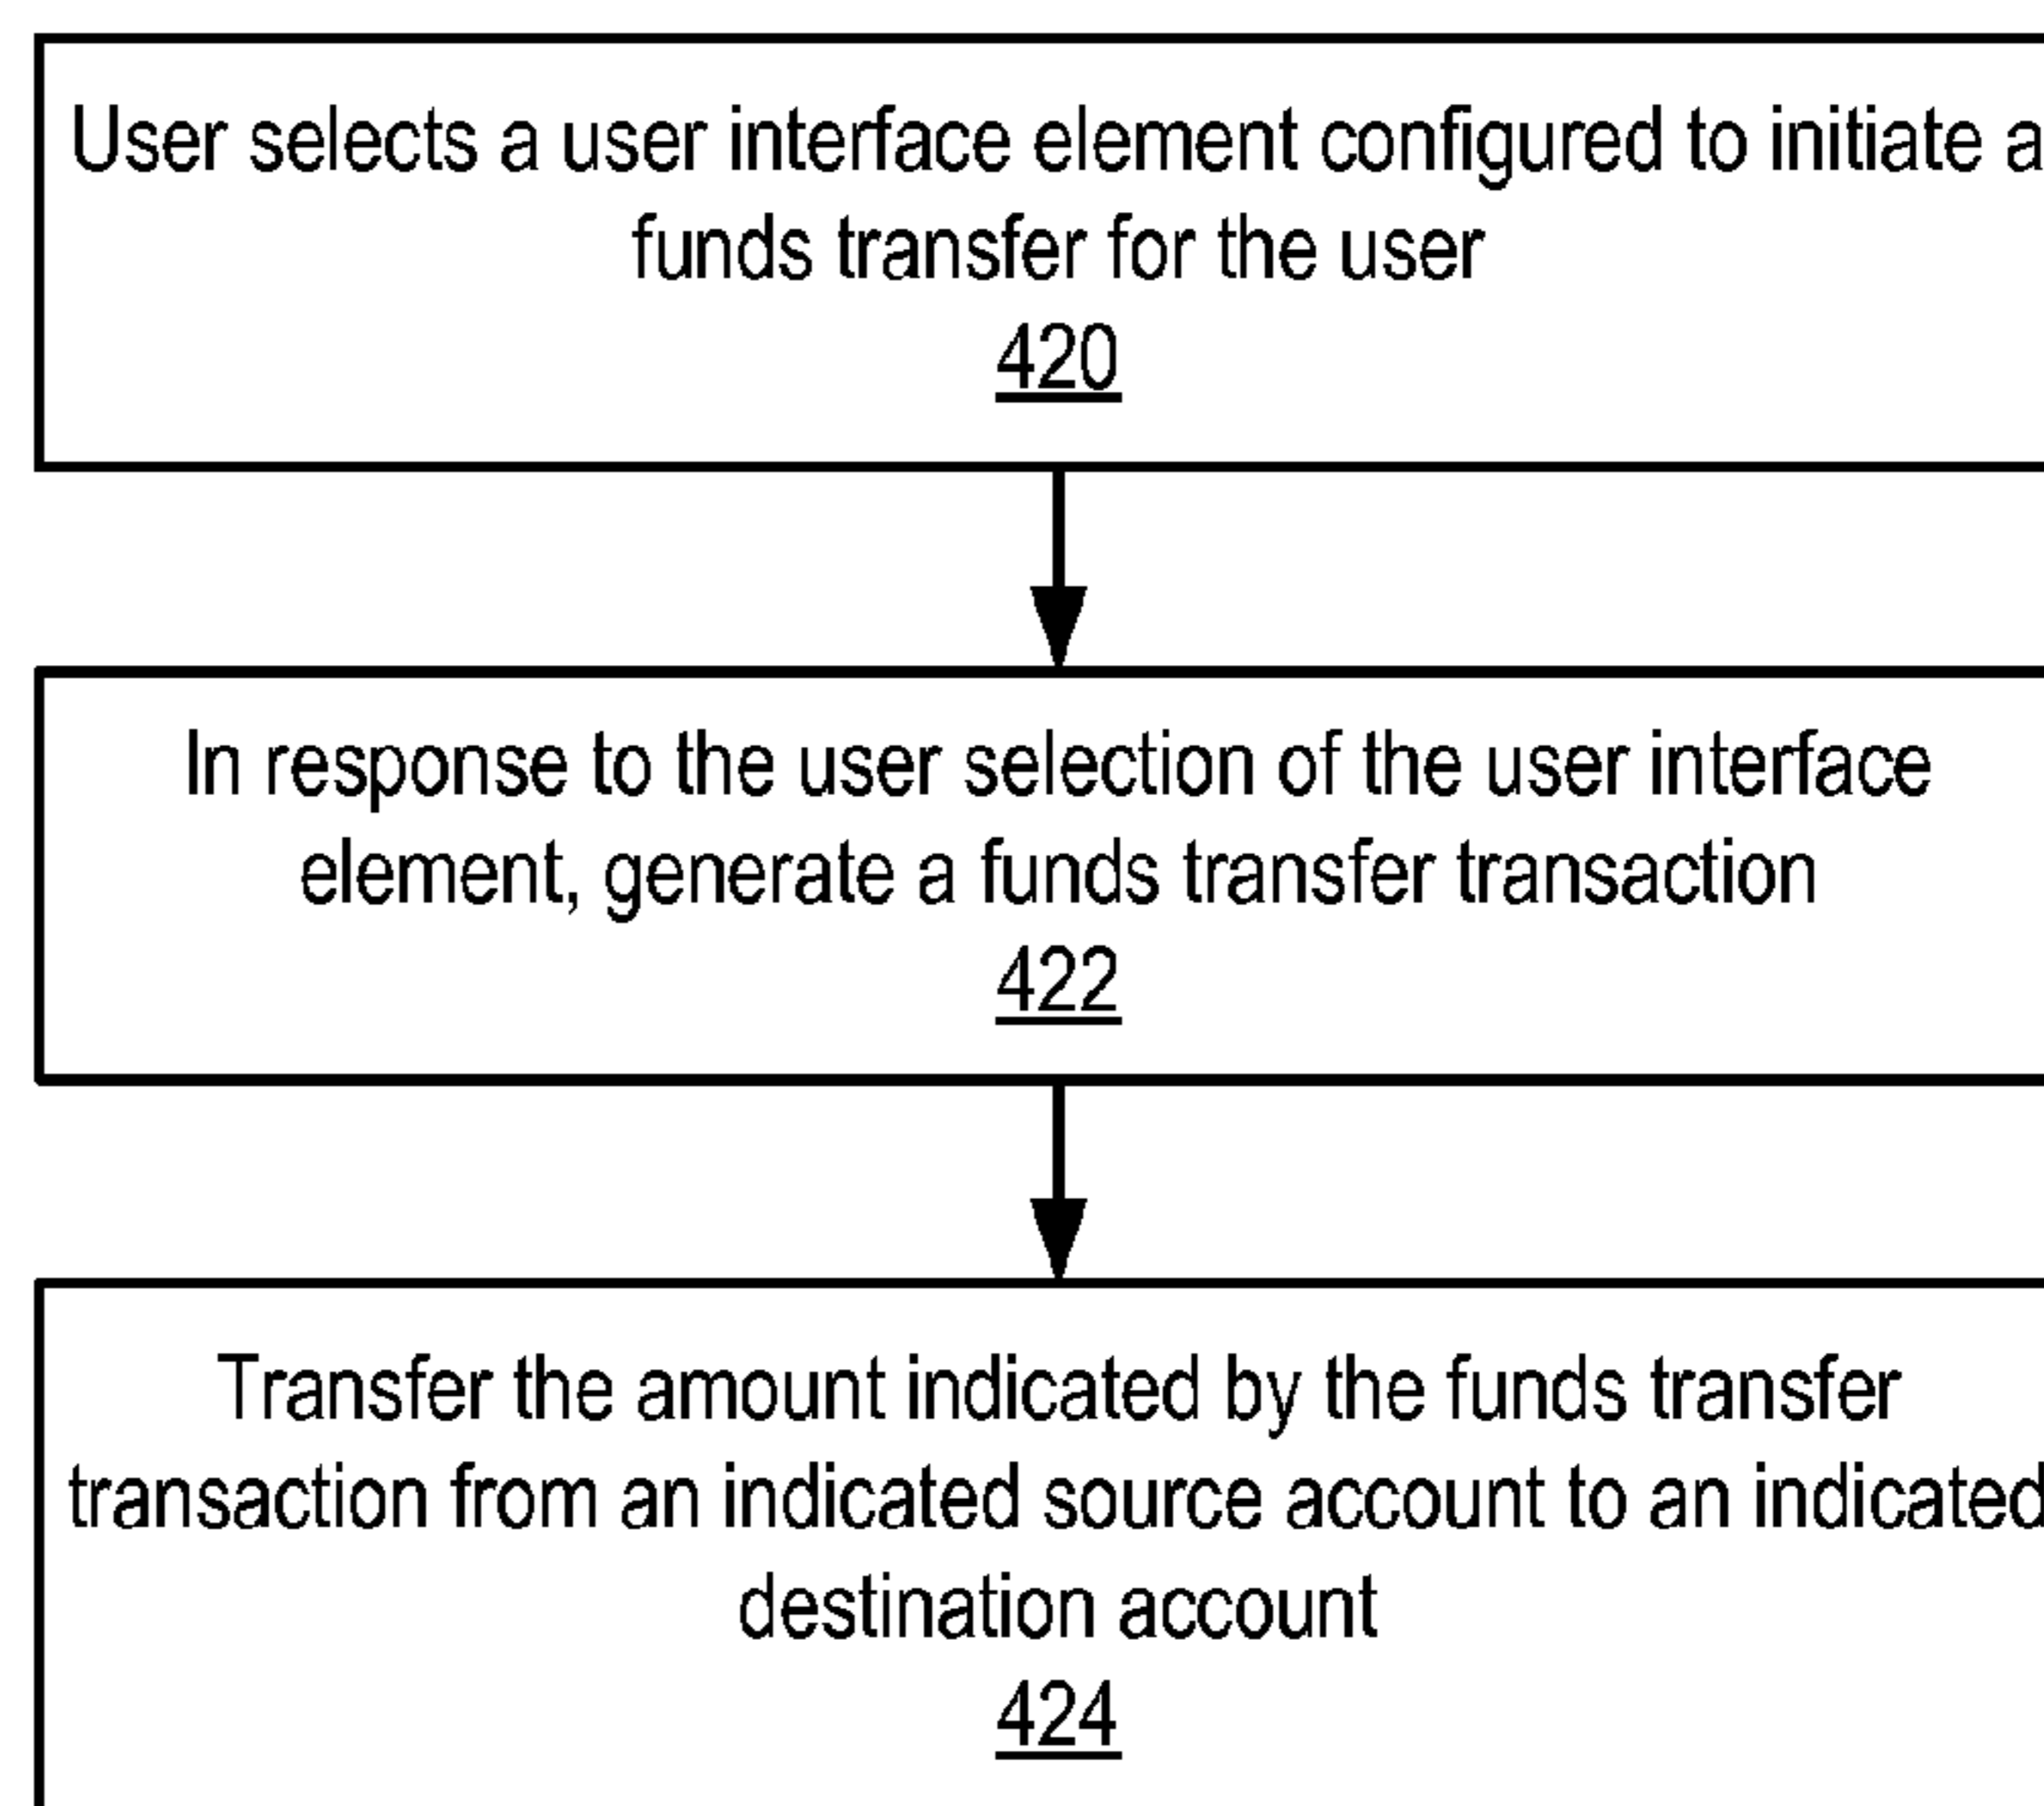 User selects a user interface element configured to initiate a
funds transfer for the user
420
In response to the user selection of the user interface
element, generate a funds transfer transaction
422
Transfer the amount indicated by the funds transfer
transaction from an indicated source account to an indicated
destination account
424